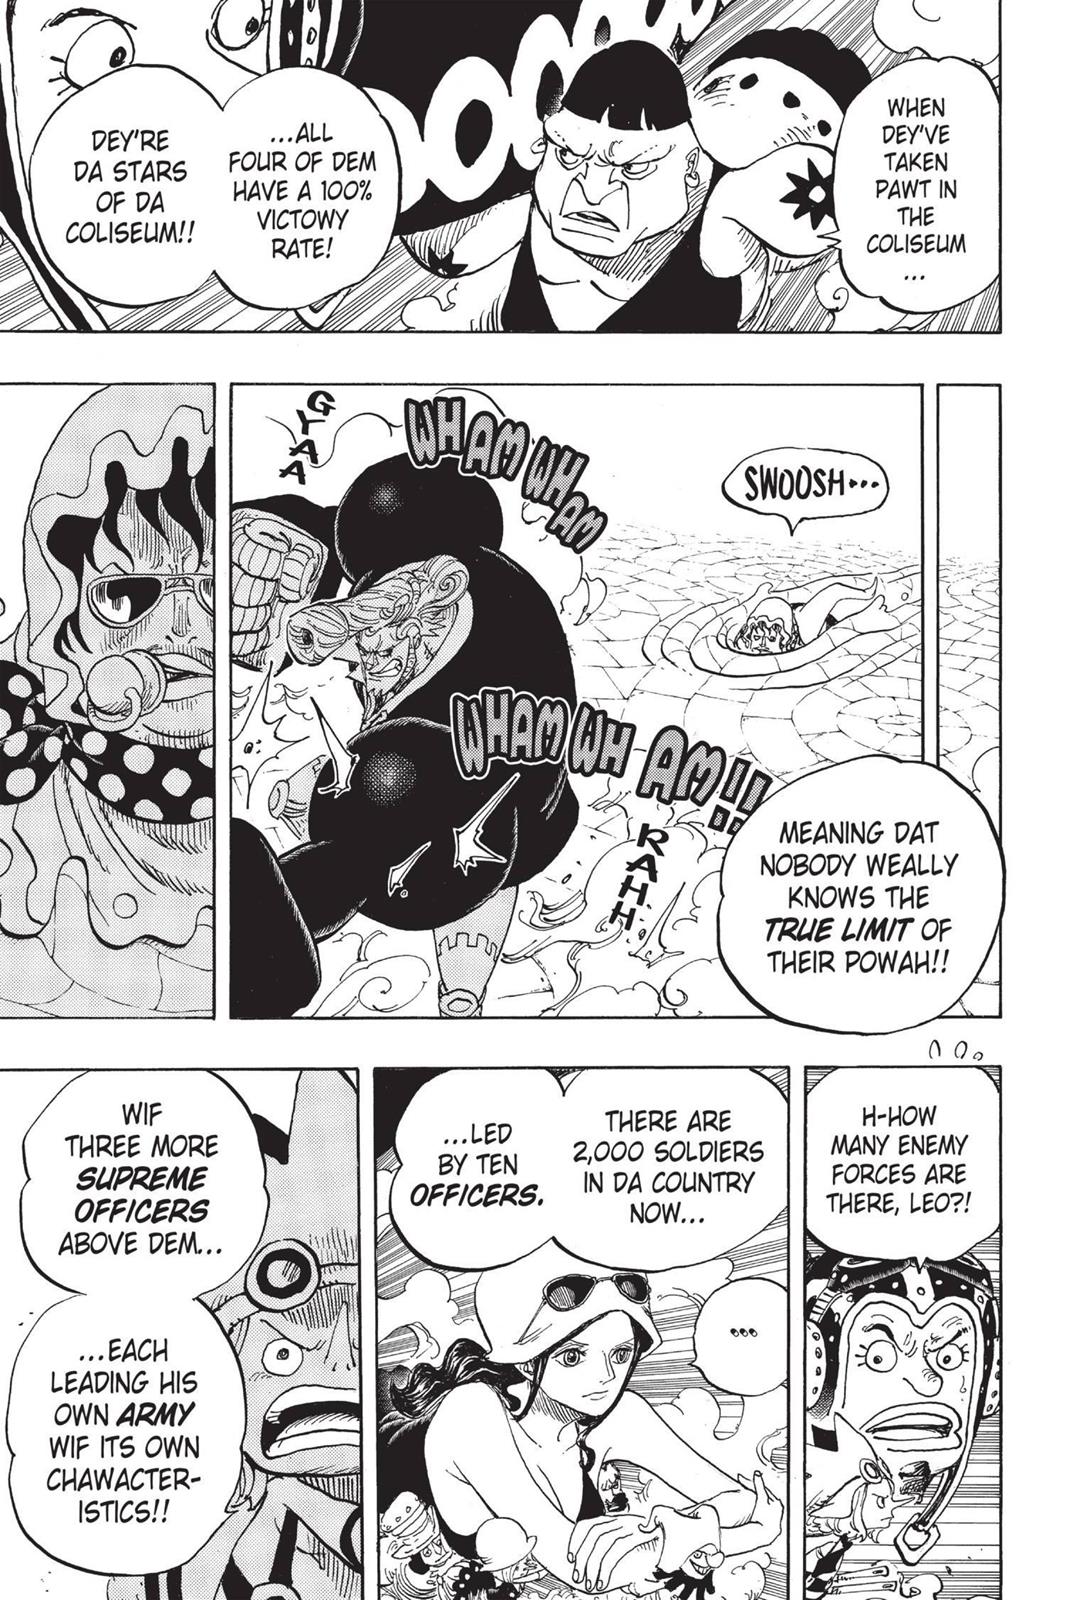 WHEN
DEY'VE
TAKEN
PAWT IN
THE
COLISEUM
...
...ALL
FOUR OF DEM
HAVE A 100%
VICTOWY
RATE!
DEY'RE
DA STARS
OF DA
COLISEUM!!
SWOOSH...
WHAM WHAM
GYAA
WHAM WHAM!!
RAHH
MEANING DAT
NOBODY WEALLY
KNOWS THE
TRUE LIMIT OF
THEIR POWAH!!
H-HOW
MANY ENEMY
FORCES ARE
THERE, LEO?!
THERE ARE
2,000 SOLDIERS
IN DA COUNTRY
NOW...
...LED
BY TEN
OFFICERS.
...
WIF
THREE MORE
SUPREME
OFFICERS
ABOVE DEM...
...EACH
LEADING HIS
OWN ARMY
WIF ITS OWN
CHAWACTER-
ISTICS!!